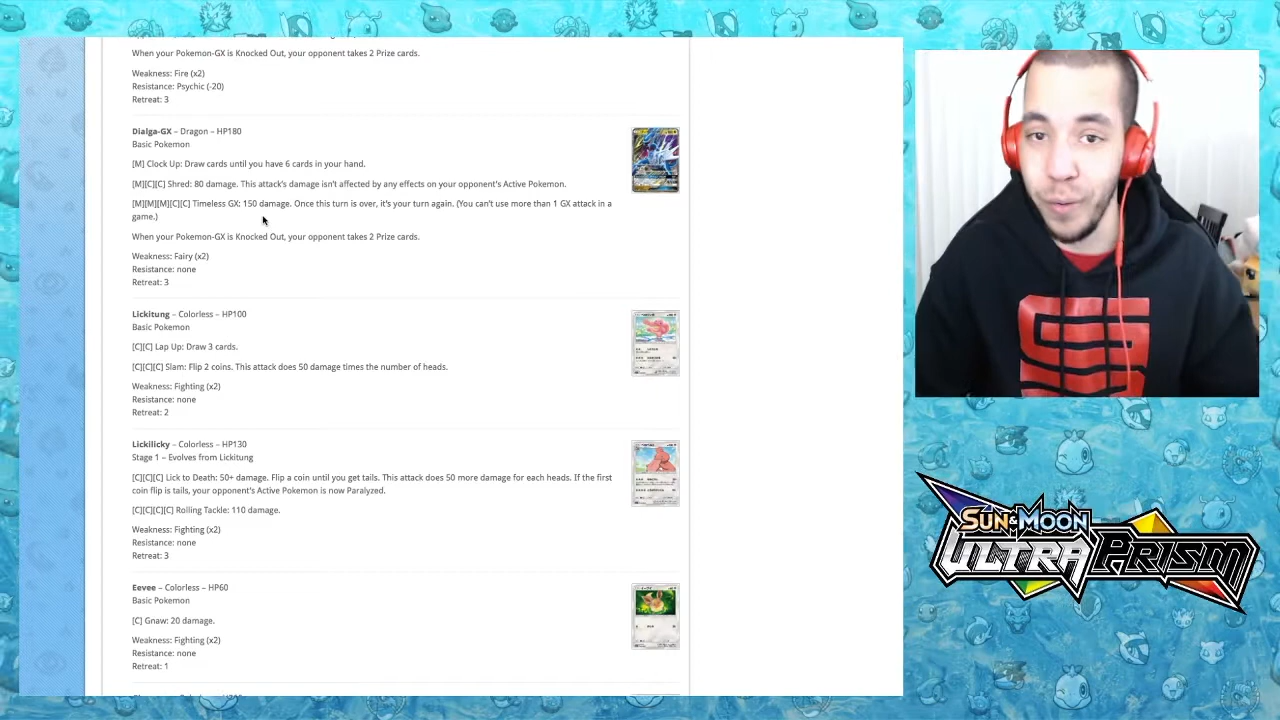 When your Pokemon-GX is Knocked Out, your opponent takes 2 Prize cards.
Weakness: Fire (x2)
Resistance: Psychic (-20)
Retreat: 3
Dialga-GX – Dragon – HP180
Basic Pokemon
[M] Clock Up: Draw cards until you have 6 cards in your hand.
[M][C][C] Shred: 80 damage. This attack's damage isn't affected by any effects on your opponent's Active Pokemon.
[M][M][M][C][C] Timeless GX: 150 damage. Once this turn is over, it's your turn again. (You can't use more than 1 GX attack in a
game.)
When your Pokemon-GX is Knocked Out, your opponent takes 2 Prize cards.
Weakness: Fairy (x2)
Resistance: none
Retreat: 3
Lickitung – Colorless – HP100
Basic Pokemon
[C][C] Lap Up: Draw 3 cards.
[C][C][C] Slam: Flip 2 coins. This attack does 50 damage times the number of heads.
Weakness: Fighting (x2)
Resistance: none
Retreat: 2
Lickilicky – Colorless – HP130
Stage 1 – Evolves from Lickitung
[C][C][C] Lick to Death: 50+ damage. Flip a coin until you get tails. This attack does 50 more damage for each heads. If the first
coin flip is tails, your opponent's Active Pokemon is now Paralyzed.
[C][C][C][C] Rolling Tackle: 110 damage.
Weakness: Fighting (x2)
Resistance: none
Retreat: 3
Eevee – Colorless – HP60
Basic Pokemon
[C] Gnaw: 20 damage.
Weakness: Fighting (x2)
Resistance: none
Retreat: 1
SUN & MOON
ULTRA PRISM